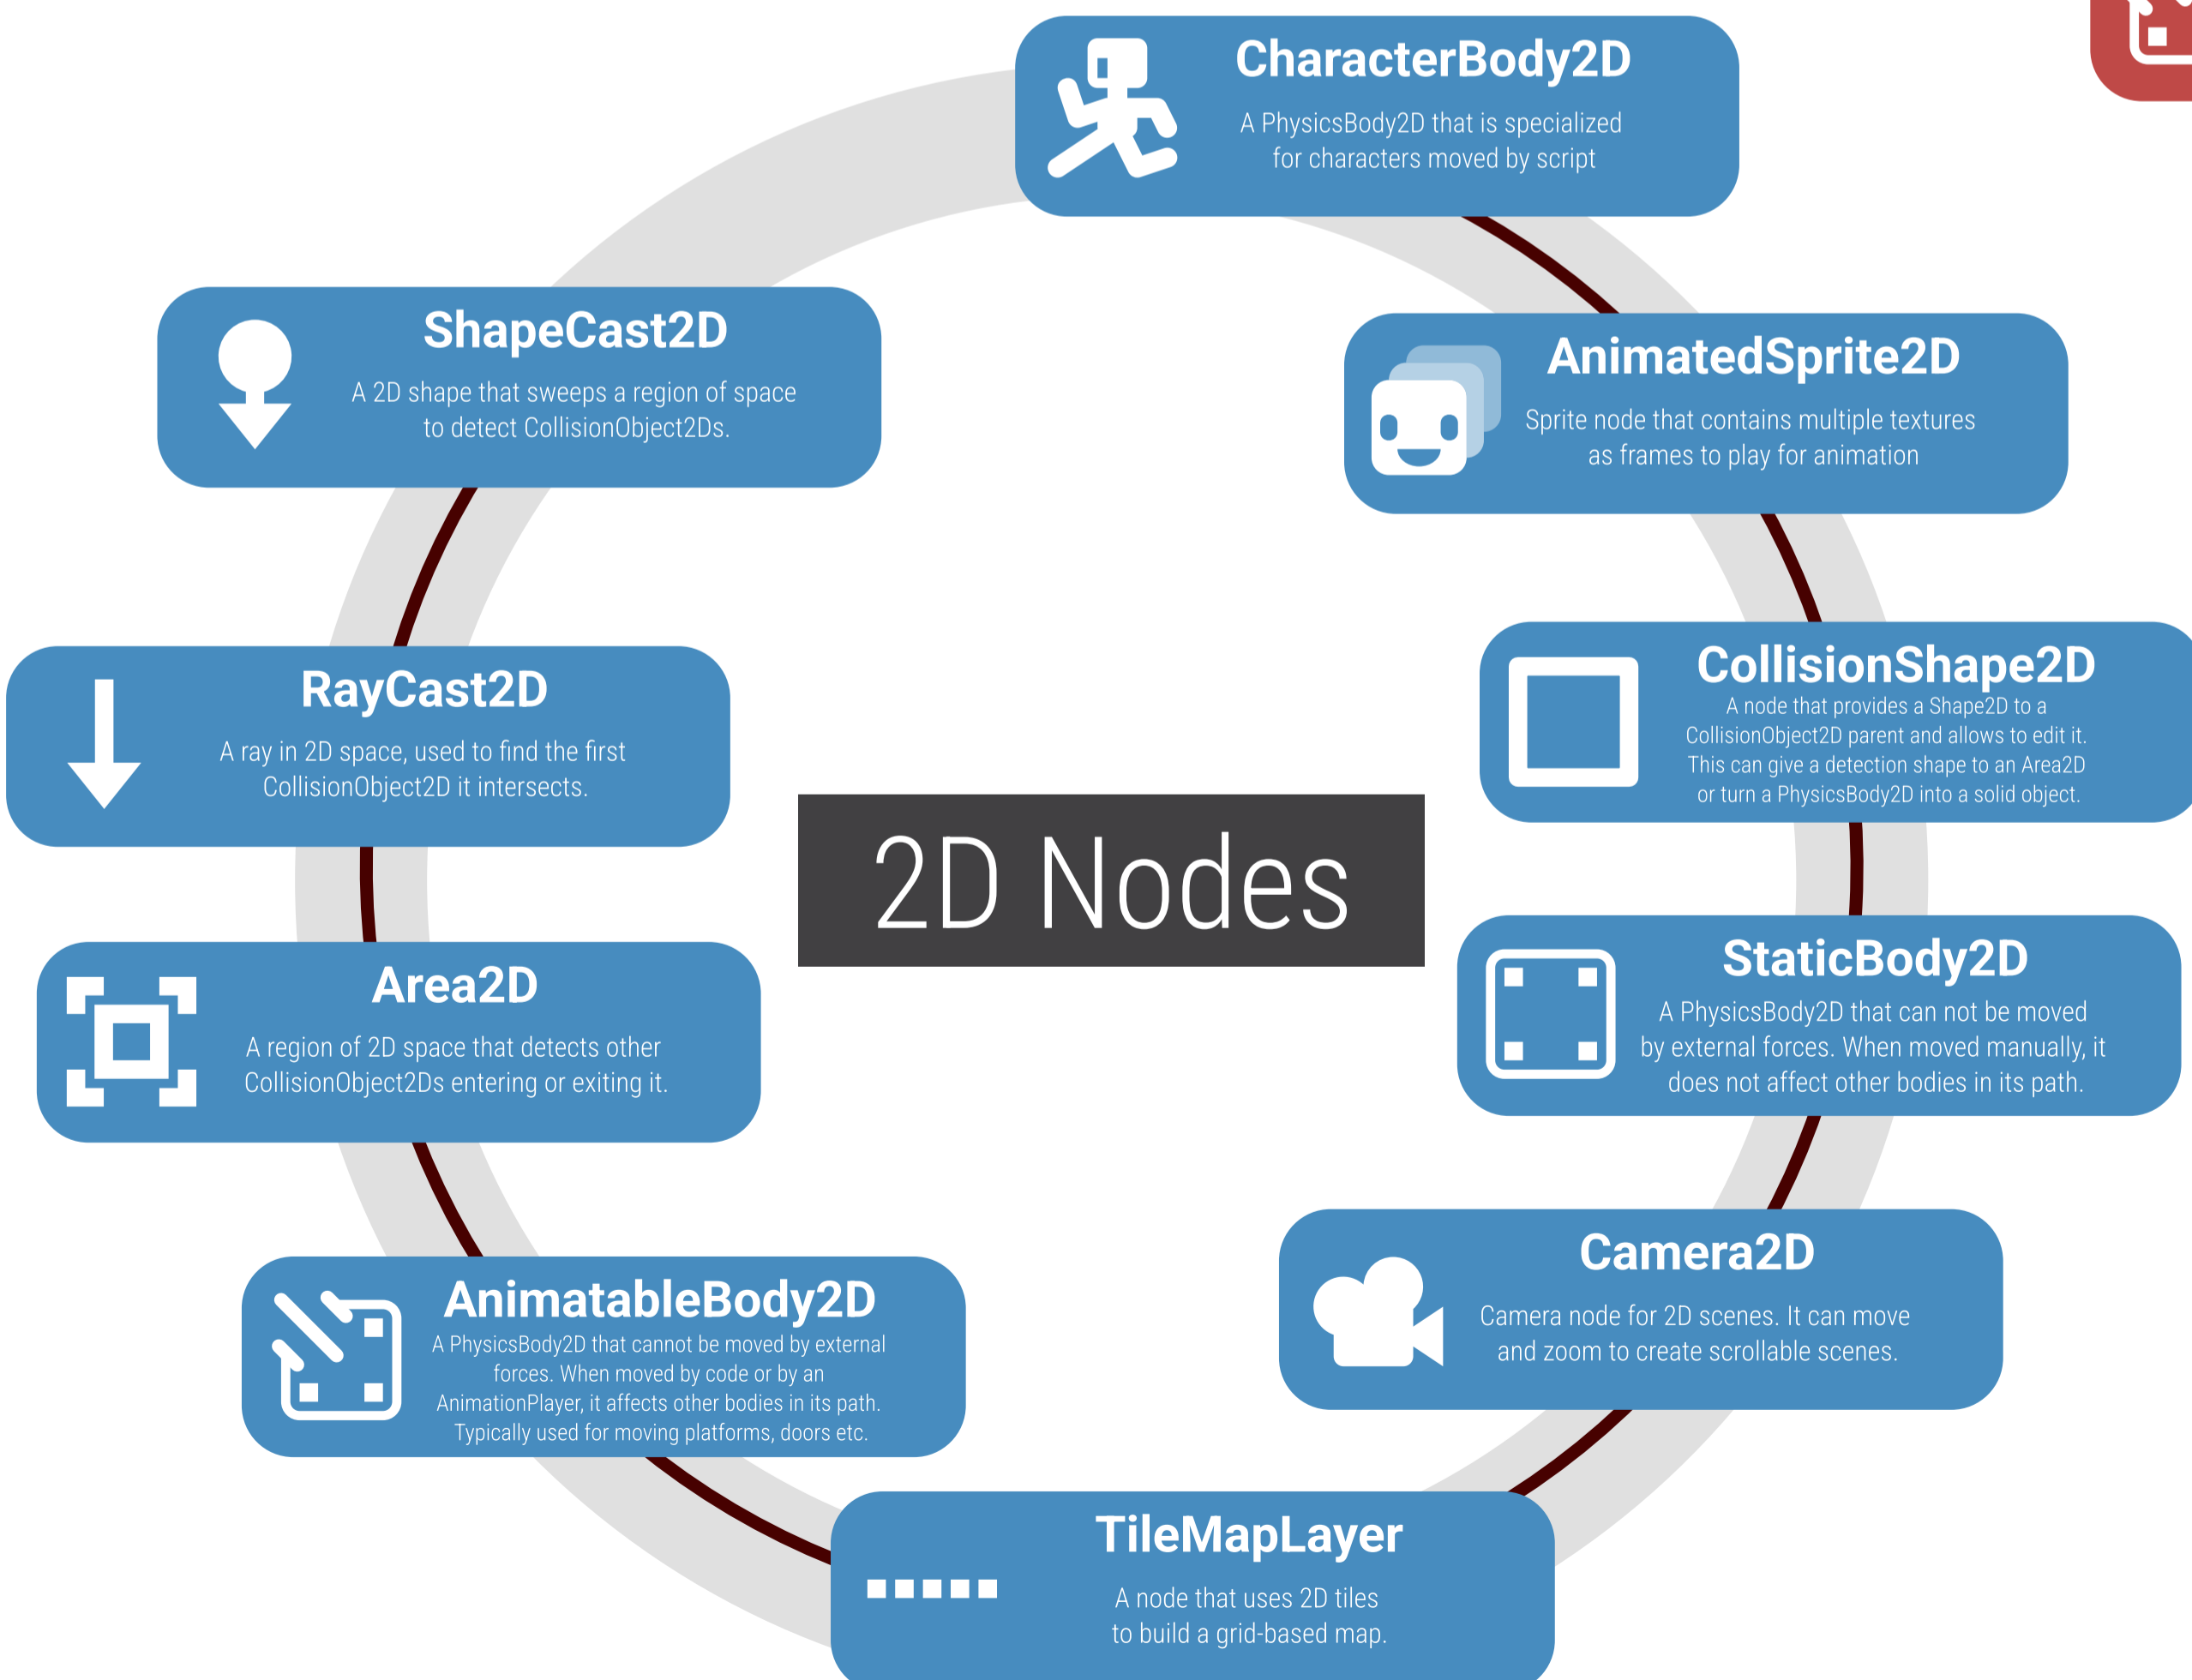 CharacterBody2D
A PhysicsBody2D that is specialized
for characters moved by script
ShapeCast2D
A 2D shape that sweeps a region of space
to detect CollisionObject2Ds.
AnimatedSprite2D
Sprite node that contains multiple textures
as frames to play for animation
RayCast2D
A ray in 2D space, used to find the first
CollisionObject2D it intersects.
CollisionShape2D
A node that provides a Shape2D to a
CollisionObject2D parent and allows to edit it.
This can give a detection shape to an Area2D
or turn a PhysicsBody2D into a solid object.
2D Nodes
Area2D
A region of 2D space that detects other
CollisionObject2Ds entering or exiting it.
StaticBody2D
A PhysicsBody2D that can not be moved
by external forces. When moved manually, it
does not affect other bodies in its path.
AnimatableBody2D
A PhysicsBody2D that cannot be moved by external
forces. When moved by code or by an
AnimationPlayer, it affects other bodies in its path.
Typically used for moving platforms, doors etc.
Camera2D
Camera node for 2D scenes. It can move
and zoom to create scrollable scenes.
TileMapLayer
A node that uses 2D tiles
to build a grid-based map.